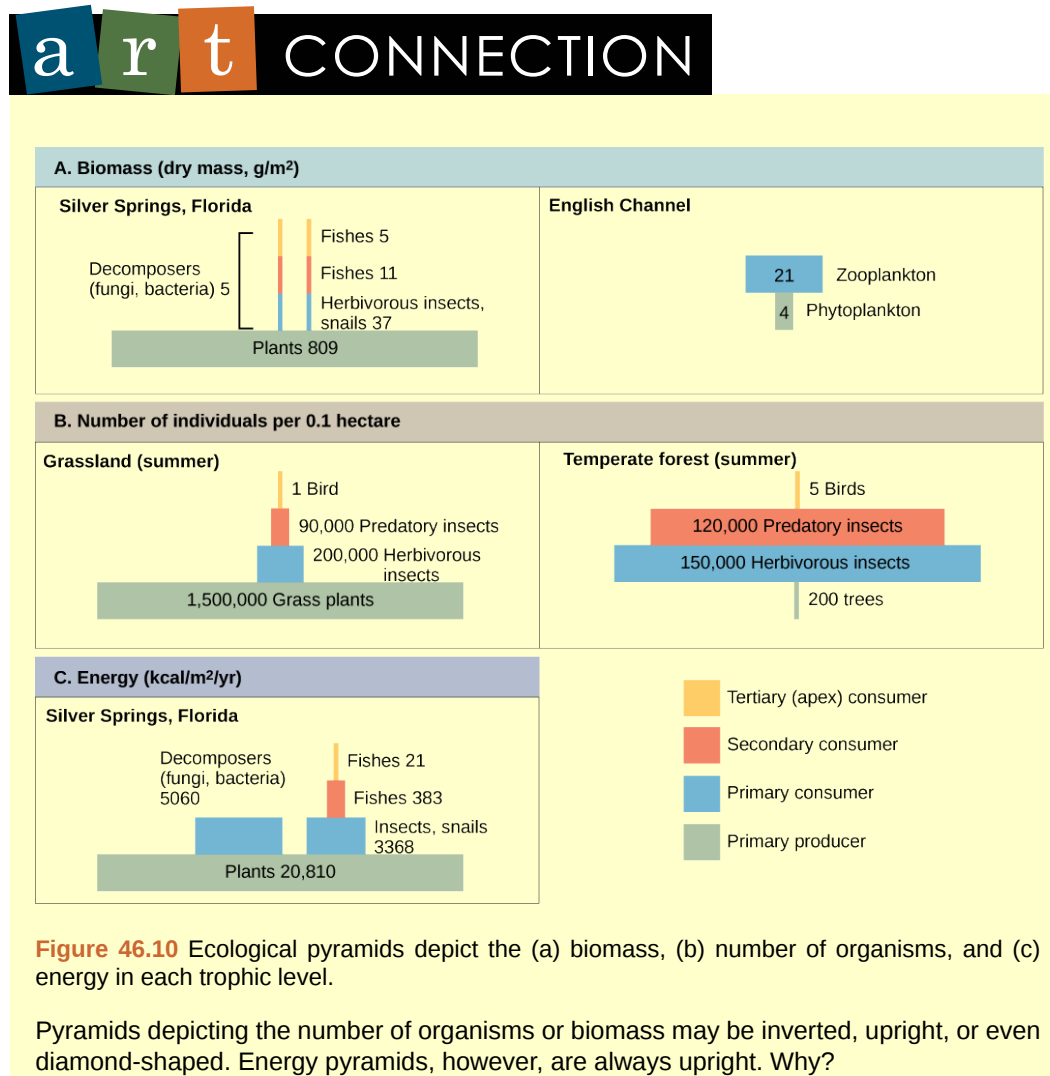 art CONNECTION
A. Biomass (dry mass, g/m²)
Silver Springs, Florida
Fishes 5
Decomposers
(fungi, bacteria) 5
Fishes 11
Herbivorous insects,
snails 37
Plants 809
English Channel
21 Zooplankton
4 Phytoplankton
B. Number of individuals per 0.1 hectare
Grassland (summer)
1 Bird
90,000 Predatory insects
200,000 Herbivorous
insects
1,500,000 Grass plants
Temperate forest (summer)
5 Birds
120,000 Predatory insects
150,000 Herbivorous insects
200 trees
C. Energy (kcal/m²/yr)
Silver Springs, Florida
Decomposers
(fungi, bacteria)
5060
Fishes 21
Fishes 383
Insects, snails
3368
Plants 20,810
Tertiary (apex) consumer
Secondary consumer
Primary consumer
Primary producer
Figure 46.10 Ecological pyramids depict the (a) biomass, (b) number of organisms, and (c)
energy in each trophic level.
Pyramids depicting the number of organisms or biomass may be inverted, upright, or even
diamond-shaped. Energy pyramids, however, are always upright. Why?